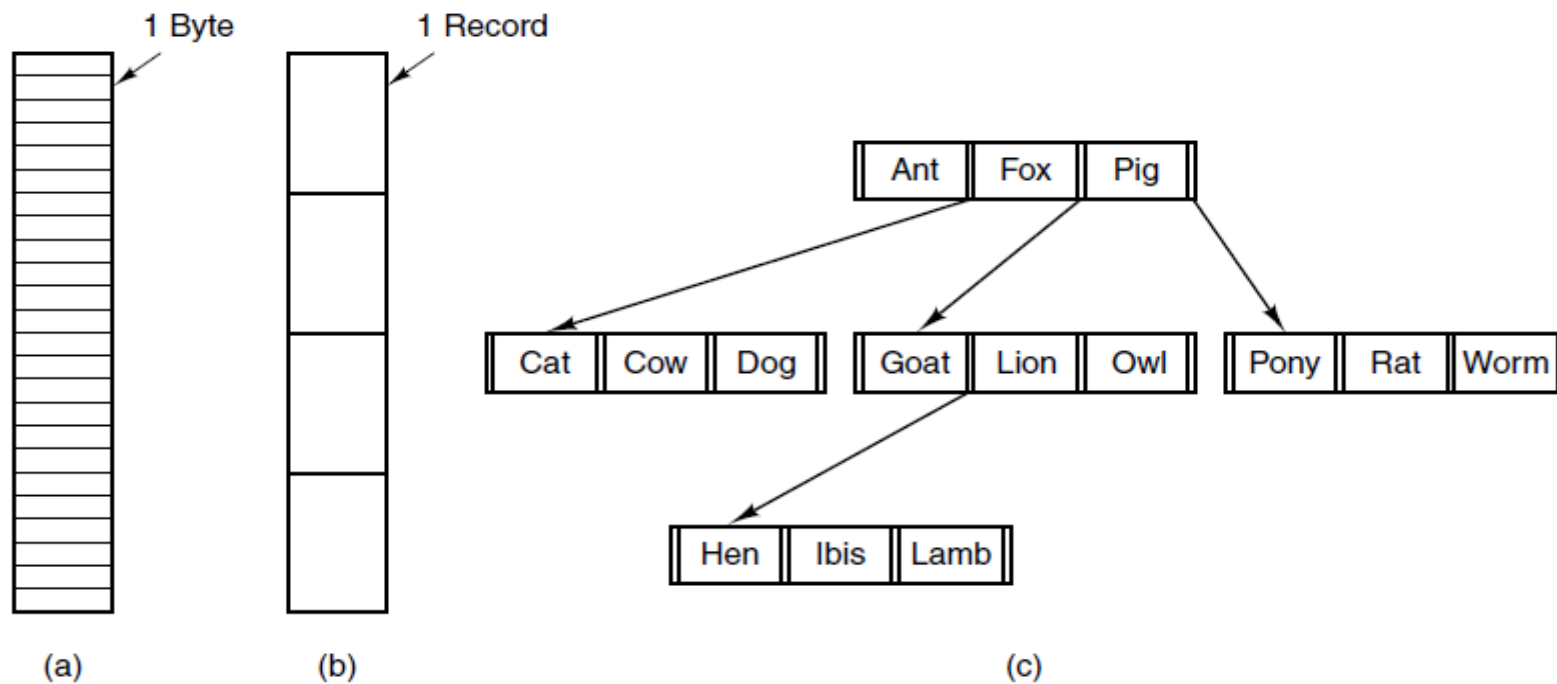 1 Byte
1 Record
Ant Fox Pig
Cat Cow Dog
Goat Lion Owl
Pony Rat Worm
Hen Ibis Lamb
(a)
(b)
(c)